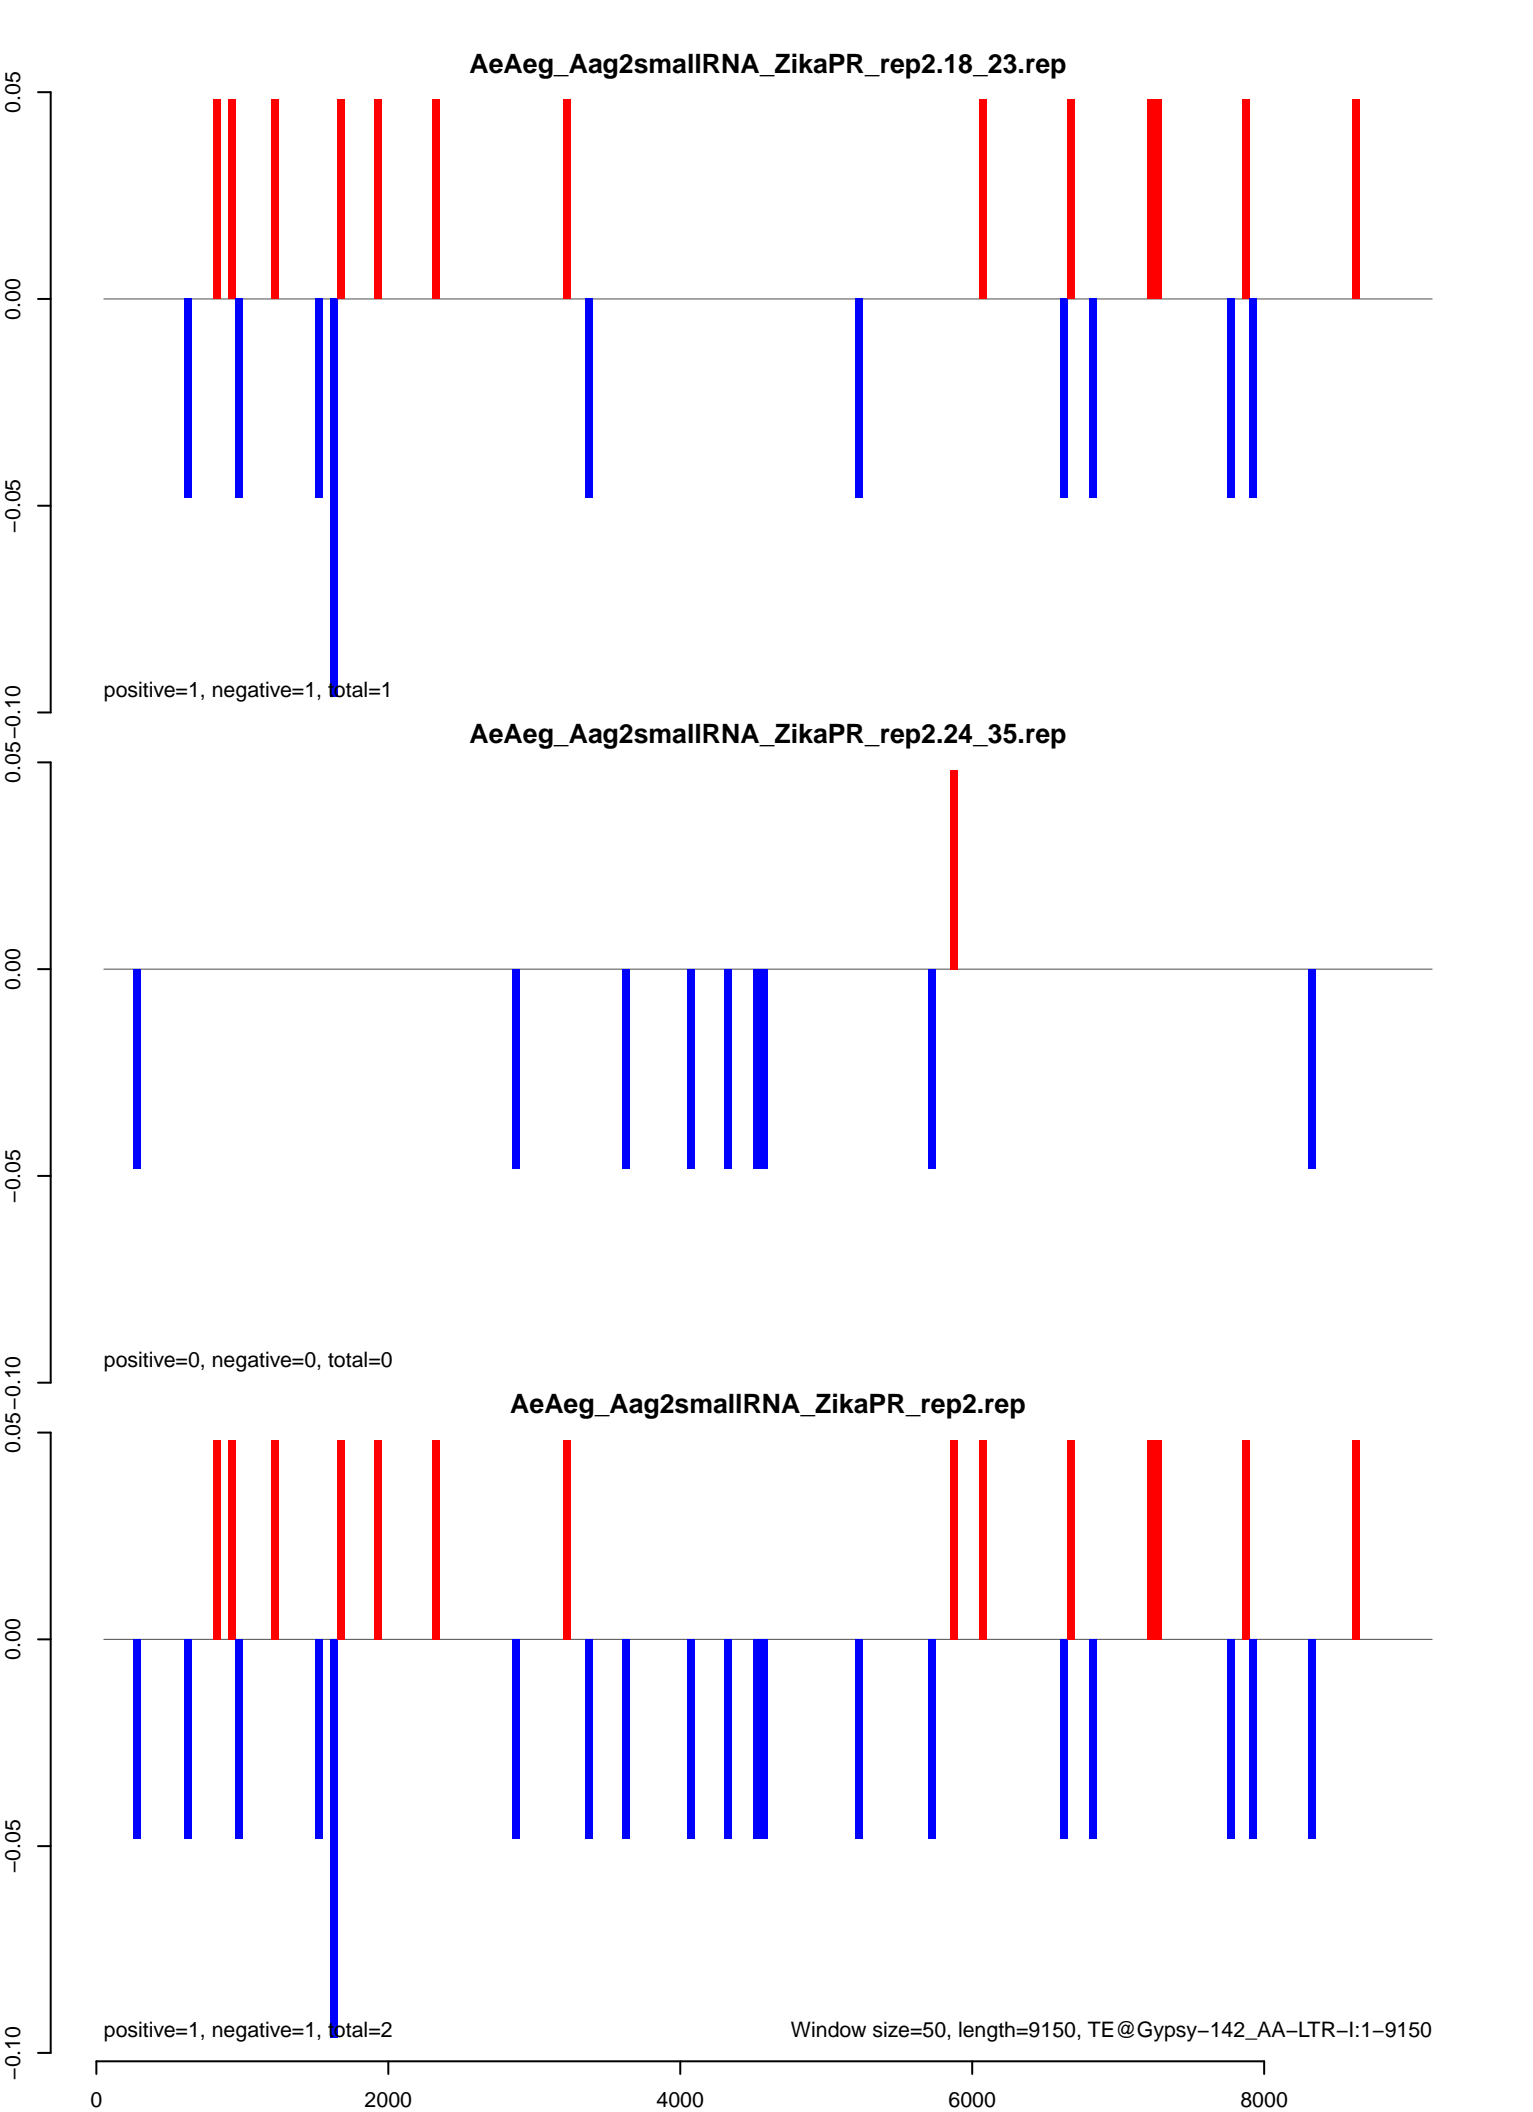 AeAeg_Aag2smallRNA_ZikaPR_rep2.18_23.rep
0.05
0.00
−0.05
−0.10
positive=1, negative=1, total=1
AeAeg_Aag2smallRNA_ZikaPR_rep2.24_35.rep
0.05
0.00
−0.05
−0.10
positive=0, negative=0, total=0
AeAeg_Aag2smallRNA_ZikaPR_rep2.rep
0.05
0.00
−0.05
−0.10
positive=1, negative=1, total=2
Window size=50, length=9150, TE@Gypsy−142_AA−LTR−I:1−9150
0 2000 4000 6000 8000